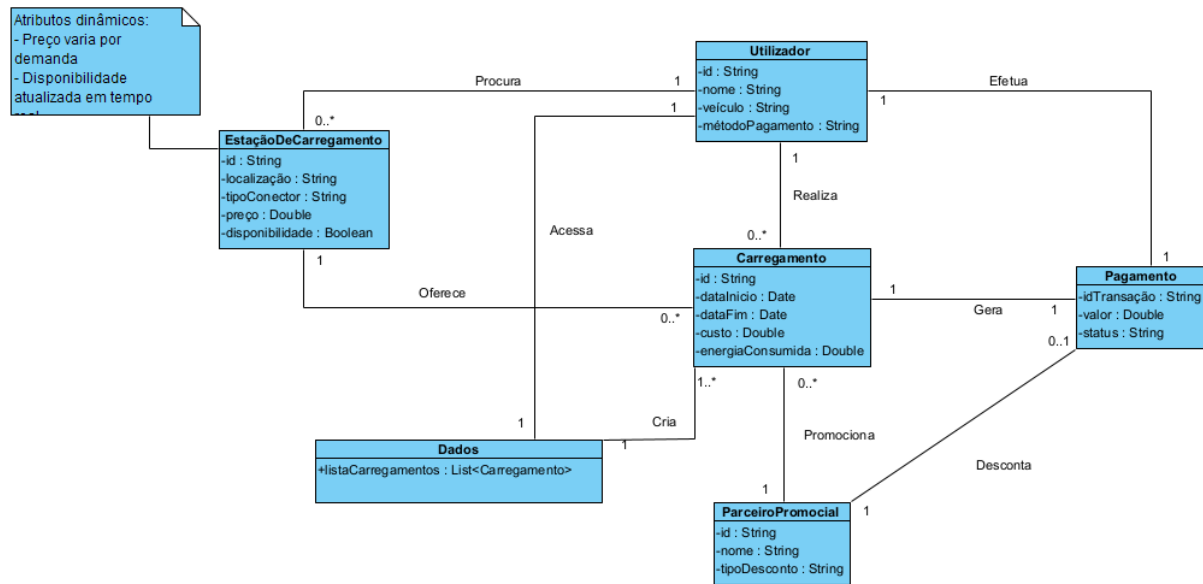 Atributos dinâmicos:
- Preço varia por
demanda
- Disponibilidade
atualizada em tempo
Utilizador
-id : String
-nome : String
-veículo : String
-métodoPagamento : String
Procura
1
1
0..*
Efetua
1
1
EstaçãoDeCarregamento
-id : String
-localização : String
-tipoConector : String
-preço : Double
-disponibilidade : Boolean
1
Realiza
0..*
Acessa
1
Oferece
0..*
Carregamento
-id : String
-dataInicio : Date
-dataFim : Date
-custo : Double
-energiaConsumida : Double
1
Gera
1
1
Pagamento
-idTransação : String
-valor : Double
-status : String
0..1
1..*
0..*
Cria
1
1
Dados
+listaCarregamentos : List<Carregamento>
Promociona
1
Desconta
1
ParceiroPromocial
-id : String
-nome : String
-tipoDesconto : String